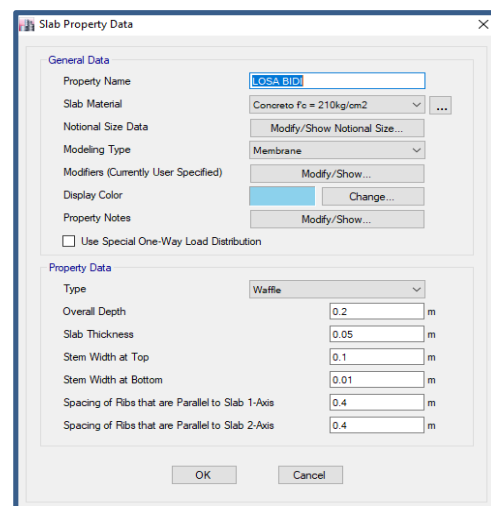 Slab Property Data
General Data
Property Name LOSA BIDI
Slab Material Concreto f'c = 210kg/cm2 ...
Notional Size Data Modify/Show Notional Size...
Modeling Type Membrane
Modifiers (Currently User Specified) Modify/Show...
Display Color Change...
Property Notes Modify/Show...
Use Special One-Way Load Distribution
Property Data
Type Waffle
Overall Depth 0.2 m
Slab Thickness 0.05 m
Stem Width at Top 0.1 m
Stem Width at Bottom 0.01 m
Spacing of Ribs that are Parallel to Slab 1-Axis 0.4 m
Spacing of Ribs that are Parallel to Slab 2-Axis 0.4 m
OK Cancel